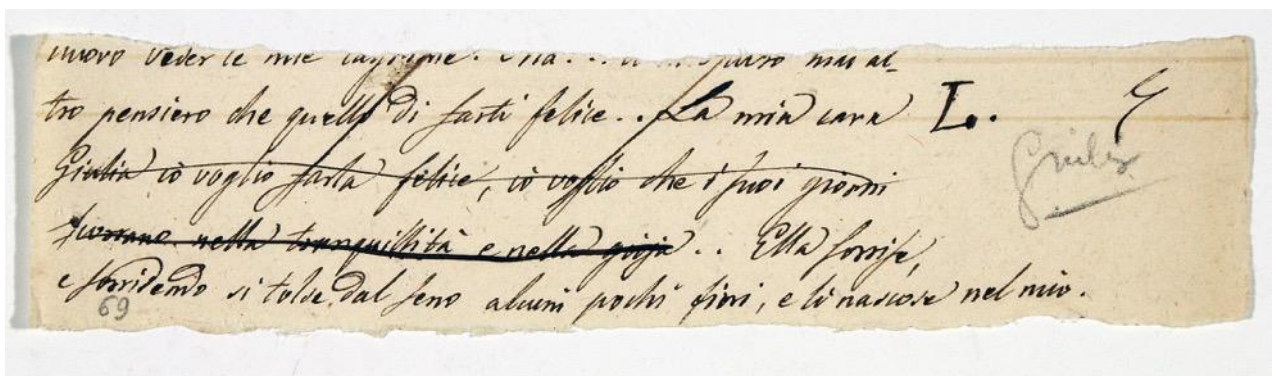 nuovo veder le mie lagrime. Ma.. mai al-
tro pensiero che quello di farti felice.. La mia cara L.
Giulia io voglio farla felice, io voglio che i suoi giorni
scorrano nella tranquillità e nella gioja.. Ella sorrise,
e sorridendo si tolse dal seno alcuni pochi fiori, e li nascose nel mio.
69